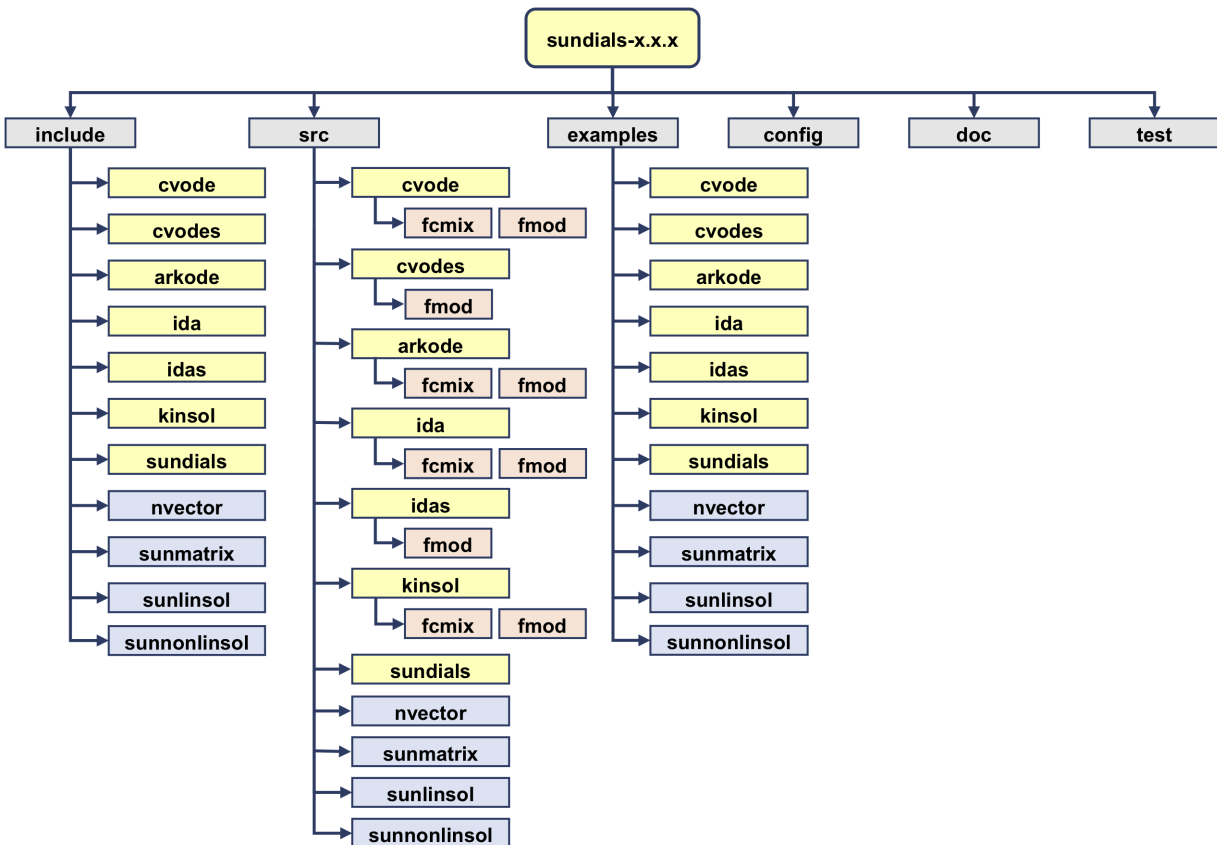 sundials-x.x.x
include
src
examples
config
doc
test
cvode
cvodes
arkode
ida
idas
kinsol
sundials
nvector
sunmatrix
sunlinsol
sunnonlinsol
cvode
fcmix fmod
cvodes
fmod
arkode
fcmix fmod
ida
fcmix fmod
idas
fmod
kinsol
fcmix fmod
sundials
nvector
sunmatrix
sunlinsol
sunnonlinsol
cvode
cvodes
arkode
ida
idas
kinsol
sundials
nvector
sunmatrix
sunlinsol
sunnonlinsol